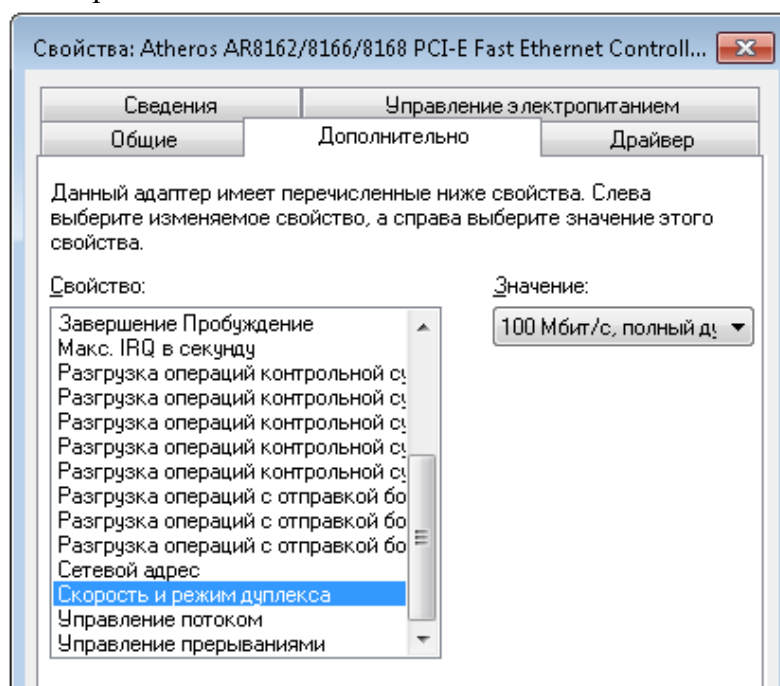 Свойства: Atheros AR8162/8166/8168 PCI-E Fast Ethernet Controll...
Сведения
Управление электропитанием
Общие
Дополнительно
Драйвер
Данный адаптер имеет перечисленные ниже свойства. Слева
выберите изменяемое свойство, а справа выберите значение этого
свойства.
Свойство:
Значение:
Завершение Пробуждение
Макс. IRQ в секунду
Разгрузка операций контрольной су
Разгрузка операций контрольной су
Разгрузка операций контрольной су
Разгрузка операций контрольной су
Разгрузка операций контрольной су
Разгрузка операций с отправкой бо
Разгрузка операций с отправкой бо
Разгрузка операций с отправкой бо
Сетевой адрес
Скорость и режим дуплекса
Управление потоком
Управление прерываниями
100 Мбит/с, полный ду